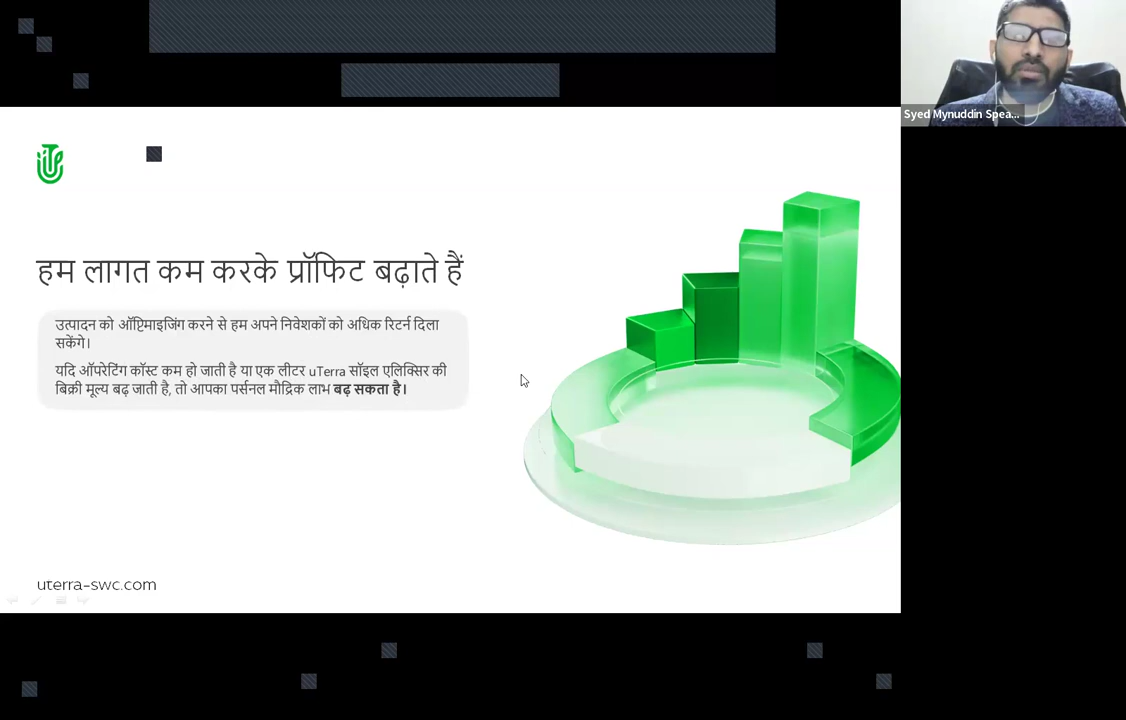 Syed Mynuddin Spea...
हम लागत कम करके प्रॉफिट बढ़ाते हैं
उत्पादन को ऑप्टिमाइजिंग करने से हम अपने निवेशकों को अधिक रिटर्न दिला
सकेंगे।
यदि ऑपरेटिंग कॉस्ट कम हो जाती है या एक लीटर uTerra सॉइल एलिक्सिर की
बिक्री मूल्य बढ़ जाती है, तो आपका पर्सनल मौद्रिक लाभ बढ़ सकता है।
uterra-swc.com